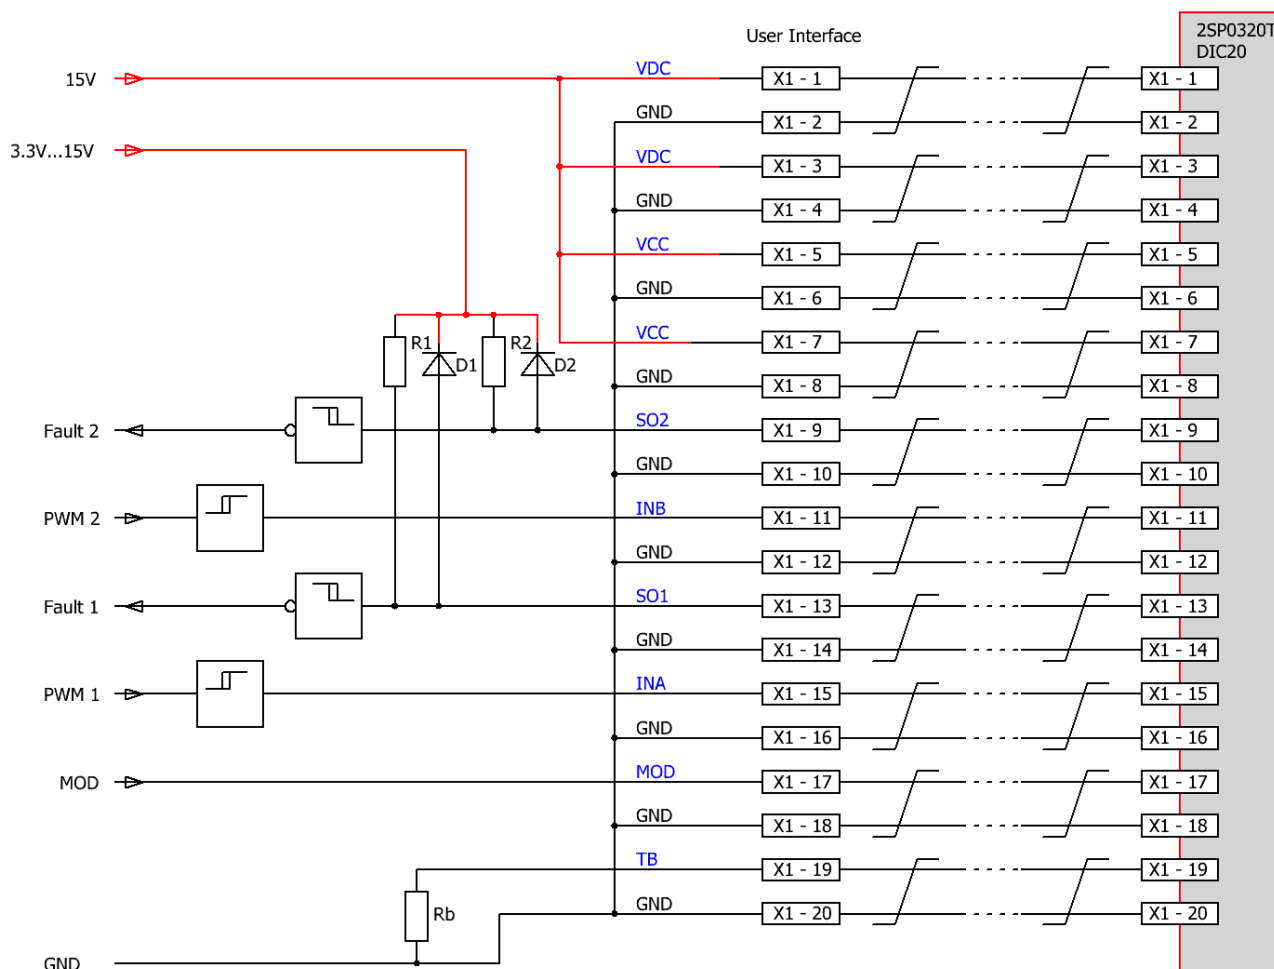 User Interface
2SP0320T
DIC20
15V
VDC
X1 - 1
X1 - 1
GND
X1 - 2
X1 - 2
3.3V...15V
VDC
X1 - 3
X1 - 3
GND
X1 - 4
X1 - 4
VCC
X1 - 5
X1 - 5
GND
X1 - 6
X1 - 6
R1
D1
R2
D2
VCC
X1 - 7
X1 - 7
GND
X1 - 8
X1 - 8
Fault 2
SO2
X1 - 9
X1 - 9
GND
X1 - 10
X1 - 10
PWM 2
INB
X1 - 11
X1 - 11
GND
X1 - 12
X1 - 12
Fault 1
SO1
X1 - 13
X1 - 13
GND
X1 - 14
X1 - 14
PWM 1
INA
X1 - 15
X1 - 15
GND
X1 - 16
X1 - 16
MOD
MOD
X1 - 17
X1 - 17
GND
X1 - 18
X1 - 18
TB
X1 - 19
X1 - 19
Rb
GND
X1 - 20
X1 - 20
GND